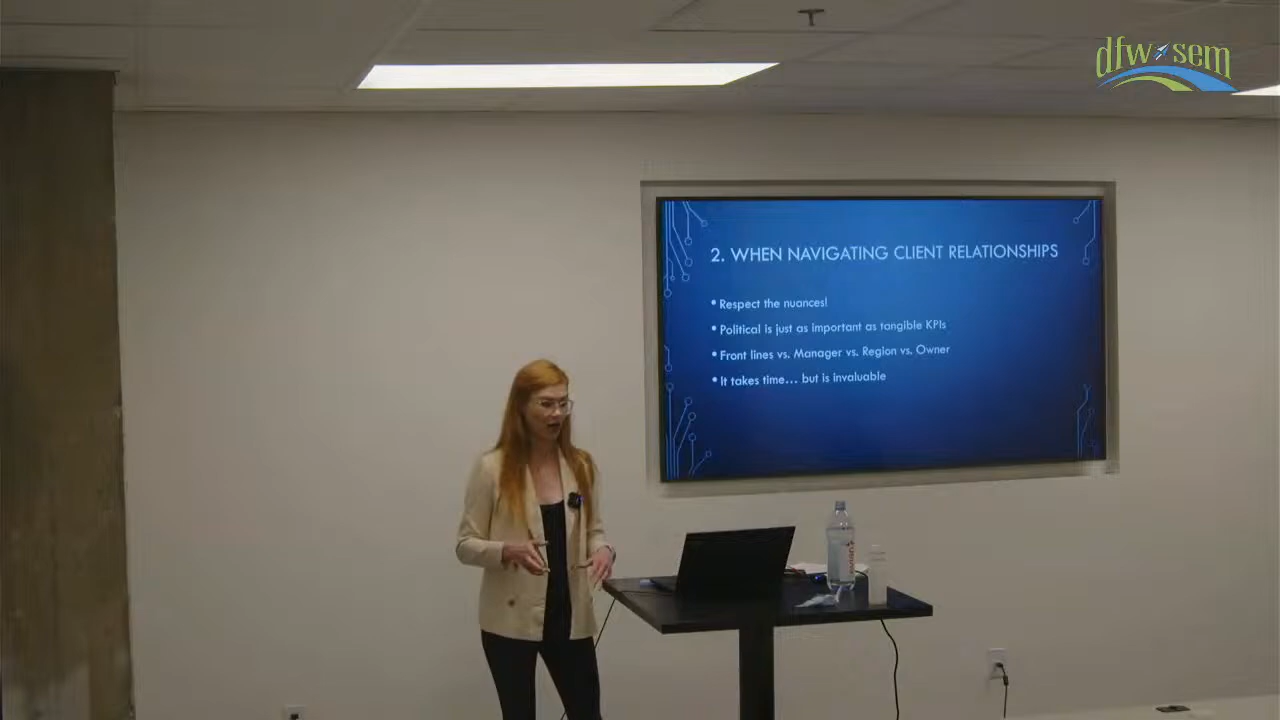 dfw sem
2. WHEN NAVIGATING CLIENT RELATIONSHIPS
• Respect the nuances!
• Political is just as important as tangible KPIs
• Front lines vs. Manager vs. Region vs. Owner
• It takes time... but is invaluable